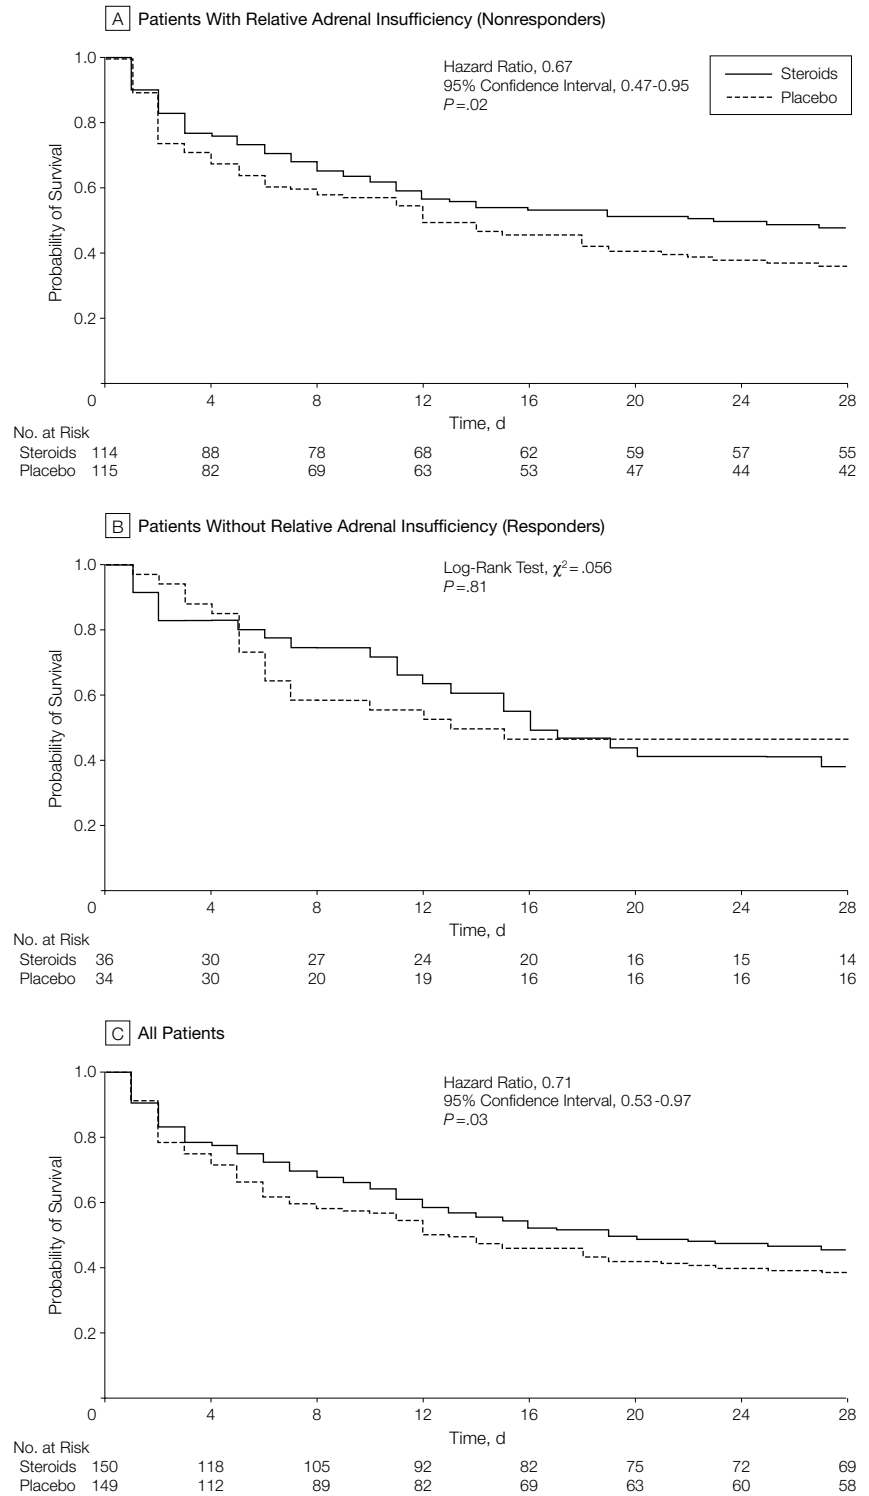 A Patients With Relative Adrenal Insufficiency (Nonresponders)
Hazard Ratio, 0.67
95% Confidence Interval, 0.47-0.95
P=.02
Steroids
Placebo
Probability of Survival
1.0
0.8
0.6
0.4
0.2
0 4 8 12 16 20 24 28
Time, d
No. at Risk
Steroids 114 88 78 68 62 59 57 55
Placebo 115 82 69 63 53 47 44 42
B Patients Without Relative Adrenal Insufficiency (Responders)
Log-Rank Test, χ²=.056
P=.81
Probability of Survival
1.0
0.8
0.6
0.4
0.2
0 4 8 12 16 20 24 28
Time, d
No. at Risk
Steroids 36 30 27 24 20 16 15 14
Placebo 34 30 20 19 16 16 16 16
C All Patients
Hazard Ratio, 0.71
95% Confidence Interval, 0.53-0.97
P=.03
Probability of Survival
1.0
0.8
0.6
0.4
0.2
0 4 8 12 16 20 24 28
Time, d
No. at Risk
Steroids 150 118 105 92 82 75 72 69
Placebo 149 112 89 82 69 63 60 58